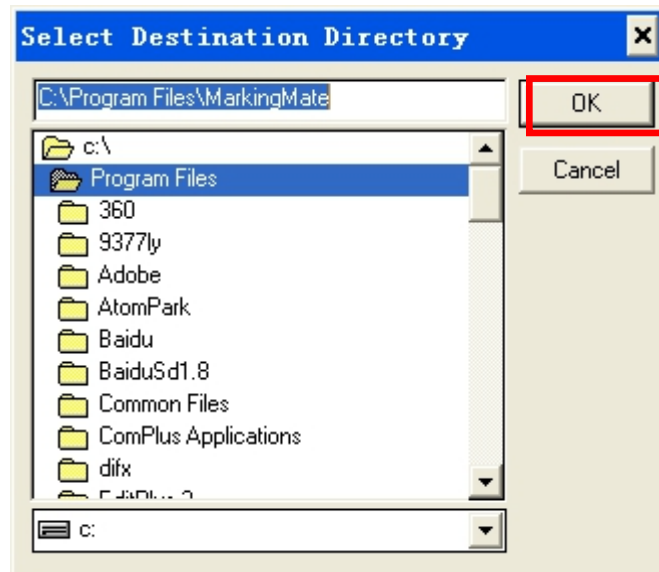 Select Destination Directory
C:\Program Files\MarkingMate
OK
c:\
Cancel
Program Files
360
9377ly
Adobe
AtomPark
Baidu
BaiduSd1.8
Common Files
ComPlus Applications
difx
c: